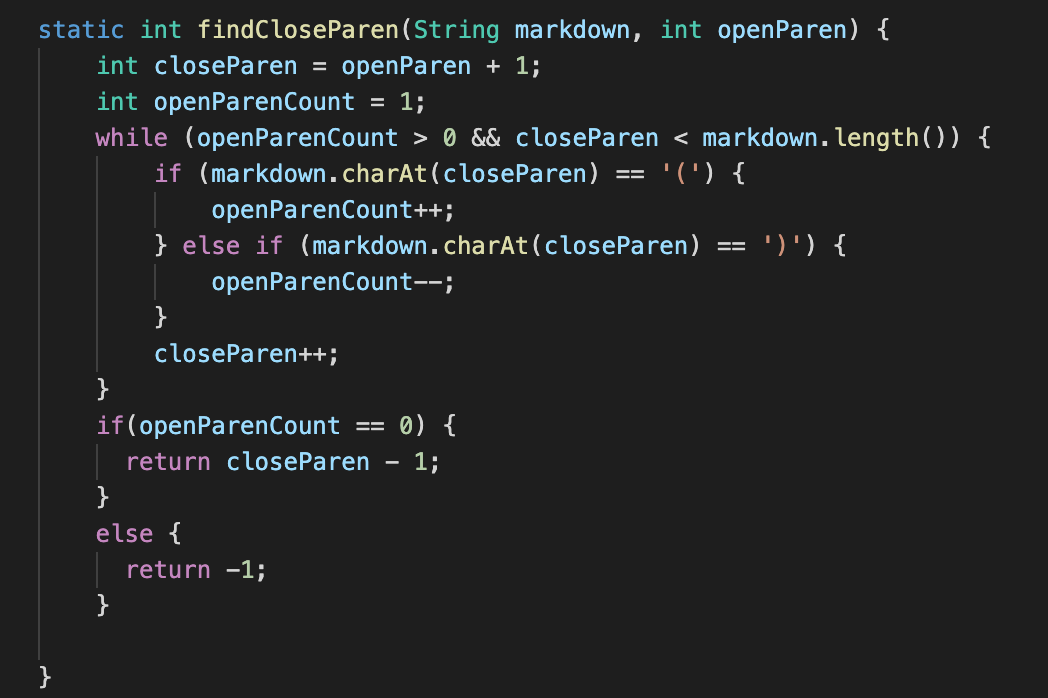 static int findCloseParen(String markdown, int openParen) {
    int closeParen = openParen + 1;
    int openParenCount = 1;
    while (openParenCount > 0 && closeParen < markdown.length()) {
        if (markdown.charAt(closeParen) == '(') {
            openParenCount++;
        } else if (markdown.charAt(closeParen) == ')') {
            openParenCount--;
        }
        closeParen++;
    }
    if(openParenCount == 0) {
      return closeParen - 1;
    }
    else {
      return -1;
    }
}